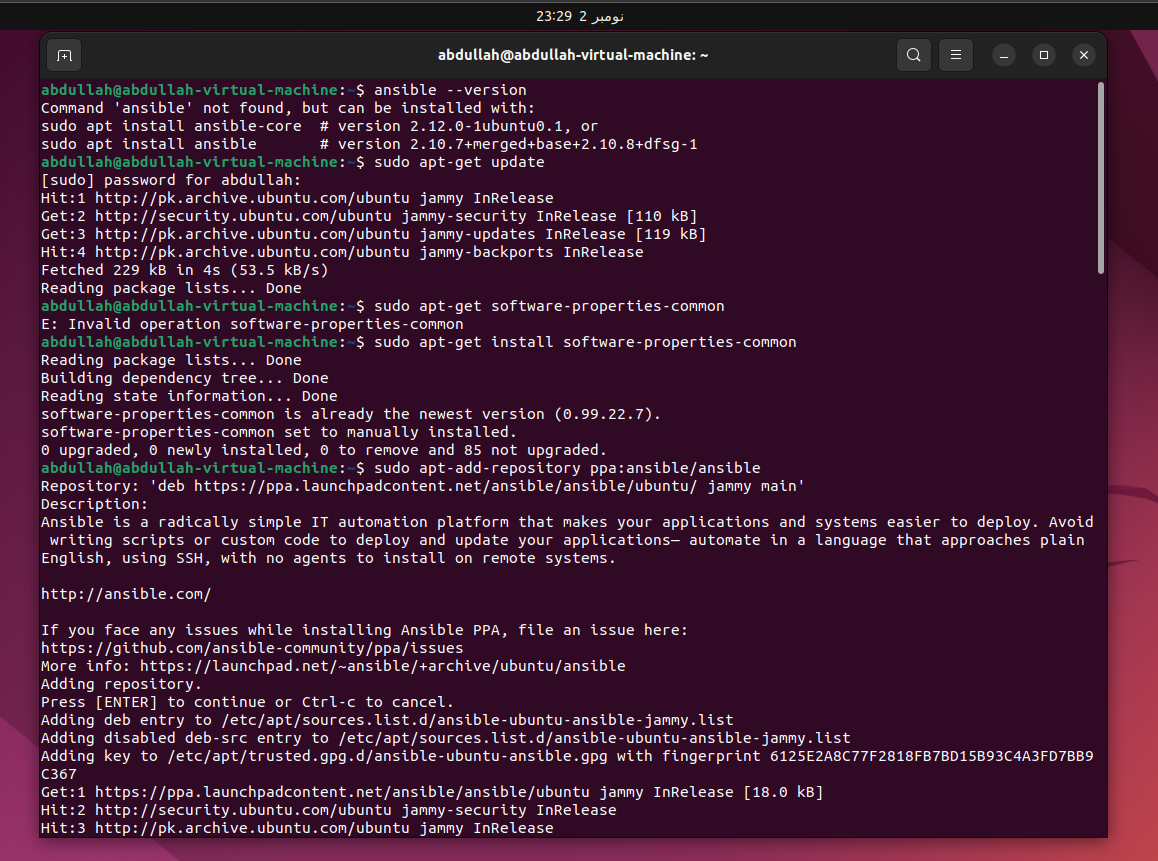 23:29 2 نومبر
abdullah@abdullah-virtual-machine: ~
abdullah@abdullah-virtual-machine:~$ ansible --version
Command 'ansible' not found, but can be installed with:
sudo apt install ansible-core  # version 2.12.0-1ubuntu0.1, or
sudo apt install ansible       # version 2.10.7+merged+base+2.10.8+dfsg-1
abdullah@abdullah-virtual-machine:~$ sudo apt-get update
[sudo] password for abdullah:
Hit:1 http://pk.archive.ubuntu.com/ubuntu jammy InRelease
Get:2 http://security.ubuntu.com/ubuntu jammy-security InRelease [110 kB]
Get:3 http://pk.archive.ubuntu.com/ubuntu jammy-updates InRelease [119 kB]
Hit:4 http://pk.archive.ubuntu.com/ubuntu jammy-backports InRelease
Fetched 229 kB in 4s (53.5 kB/s)
Reading package lists... Done
abdullah@abdullah-virtual-machine:~$ sudo apt-get software-properties-common
E: Invalid operation software-properties-common
abdullah@abdullah-virtual-machine:~$ sudo apt-get install software-properties-common
Reading package lists... Done
Building dependency tree... Done
Reading state information... Done
software-properties-common is already the newest version (0.99.22.7).
software-properties-common set to manually installed.
0 upgraded, 0 newly installed, 0 to remove and 85 not upgraded.
abdullah@abdullah-virtual-machine:~$ sudo apt-add-repository ppa:ansible/ansible
Repository: 'deb https://ppa.launchpadcontent.net/ansible/ansible/ubuntu/ jammy main'
Description:
Ansible is a radically simple IT automation platform that makes your applications and systems easier to deploy. Avoid
 writing scripts or custom code to deploy and update your applications— automate in a language that approaches plain
English, using SSH, with no agents to install on remote systems.
http://ansible.com/
If you face any issues while installing Ansible PPA, file an issue here:
https://github.com/ansible-community/ppa/issues
More info: https://launchpad.net/~ansible/+archive/ubuntu/ansible
Adding repository.
Press [ENTER] to continue or Ctrl-c to cancel.
Adding deb entry to /etc/apt/sources.list.d/ansible-ubuntu-ansible-jammy.list
Adding disabled deb-src entry to /etc/apt/sources.list.d/ansible-ubuntu-ansible-jammy.list
Adding key to /etc/apt/trusted.gpg.d/ansible-ubuntu-ansible.gpg with fingerprint 6125E2A8C77F2818FB7BD15B93C4A3FD7BB9
C367
Get:1 https://ppa.launchpadcontent.net/ansible/ansible/ubuntu jammy InRelease [18.0 kB]
Hit:2 http://security.ubuntu.com/ubuntu jammy-security InRelease
Hit:3 http://pk.archive.ubuntu.com/ubuntu jammy InRelease